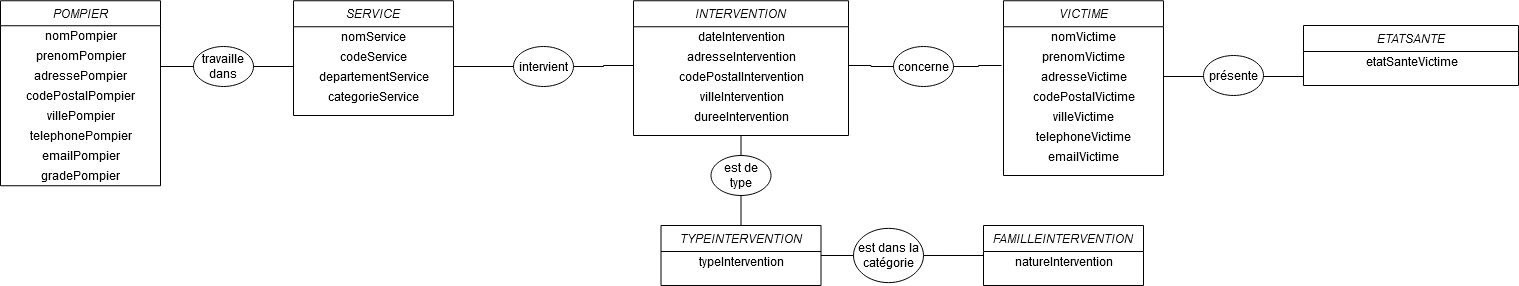 POMPIER
nomPompier
prenomPompier
adressePompier
codePostalPompier
villePompier
telephonePompier
emailPompier
gradePompier
travaille
dans
SERVICE
nomService
codeService
departementService
categorieService
intervient
INTERVENTION
dateIntervention
adresseIntervention
codePostalIntervention
villeIntervention
dureeIntervention
concerne
VICTIME
nomVictime
prenomVictime
adresseVictime
codePostalVictime
villeVictime
telephoneVictime
emailVictime
présente
ETATSANTE
etatSanteVictime
est de
type
TYPEINTERVENTION
typeIntervention
est dans la
catégorie
FAMILLEINTERVENTION
natureIntervention